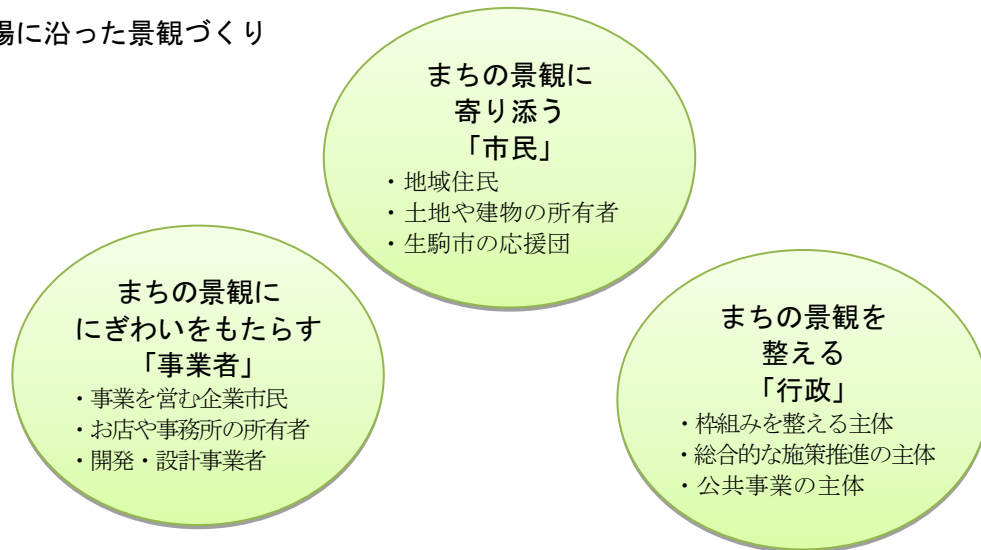 場に沿った景観づくり
まちの景観に
寄り添う
「市民」
・地域住民
・土地や建物の所有者
・生駒市の応援団
まちの景観に
にぎわいをもたらす
「事業者」
・事業を営む企業市民
・お店や事務所の所有者
・開発・設計事業者
まちの景観を
整える
「行政」
・枠組みを整える主体
・総合的な施策推進の主体
・公共事業の主体